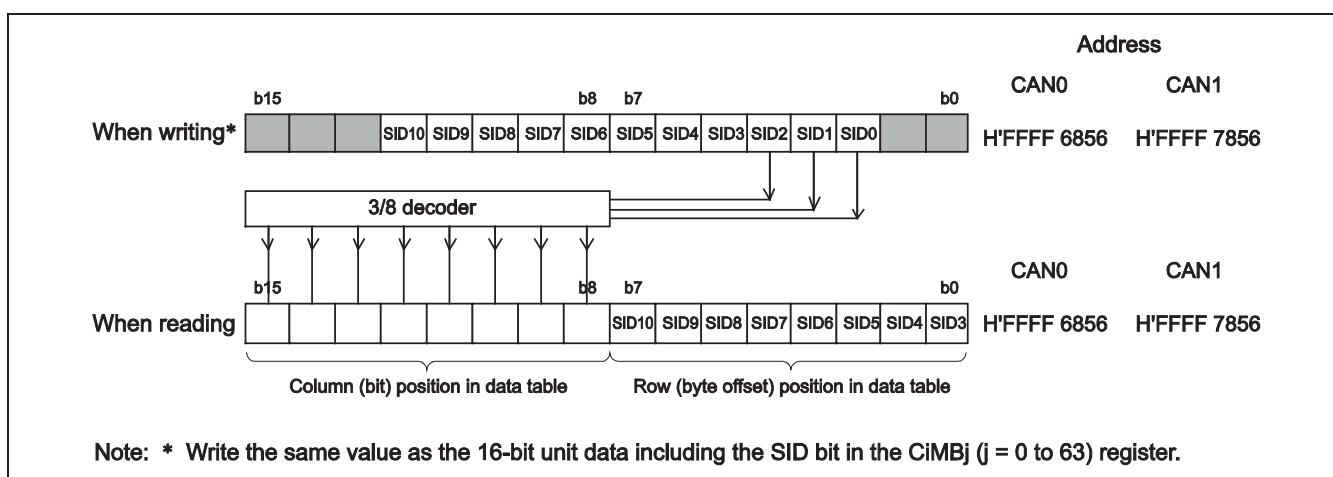 Address
CAN0 CAN1
b15 b8 b7 b0
When writing* SID10 SID9 SID8 SID7 SID6 SID5 SID4 SID3 SID2 SID1 SID0 H'FFFF 6856 H'FFFF 7856
3/8 decoder
CAN0 CAN1
b15 b8 b7 b0
When reading SID10 SID9 SID8 SID7 SID6 SID5 SID4 SID3 H'FFFF 6856 H'FFFF 7856
Column (bit) position in data table Row (byte offset) position in data table
Note: * Write the same value as the 16-bit unit data including the SID bit in the CiMBj (j = 0 to 63) register.